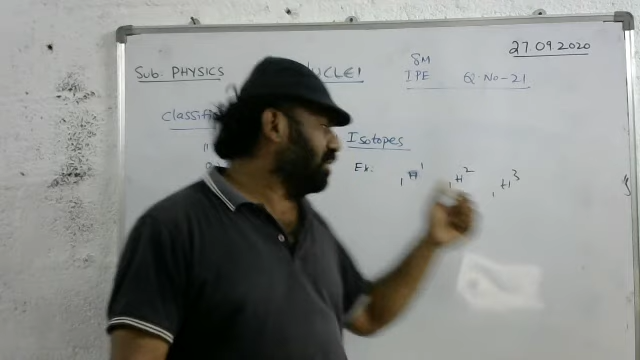 27.09.2020
Sub: PHYSICS NUCLEI 8M
IPE Q.No-21
Classifi
Isotopes
Ex: ₁H¹ ₁H² ₁H³